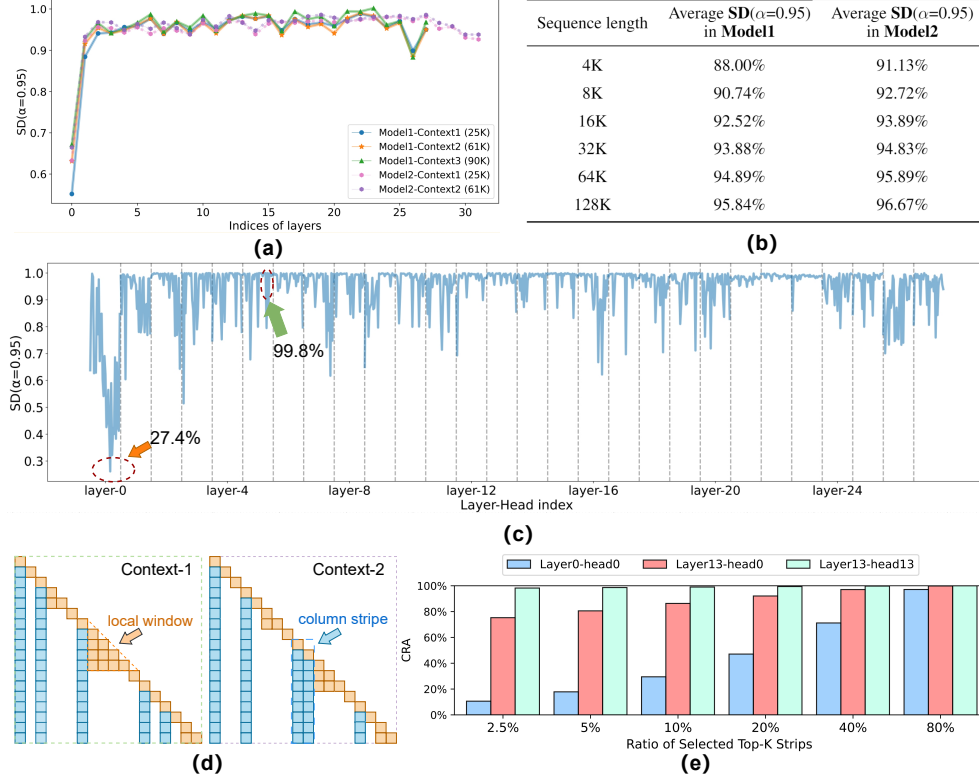 1.0
0.9
0.8
0.7
0.6
SD(α=0.95)
0 5 10 15 20 25 30
Indices of layers
Model1-Context1 (25K)
Model1-Context2 (61K)
Model1-Context3 (90K)
Model2-Context1 (25K)
Model2-Context2 (61K)
(a)
Sequence length Average SD(α=0.95) in Model1 Average SD(α=0.95) in Model2
4K 88.00% 91.13%
8K 90.74% 92.72%
16K 92.52% 93.89%
32K 93.88% 94.83%
64K 94.89% 95.89%
128K 95.84% 96.67%
(b)
1.0
0.9
0.8
0.7
0.6
0.5
0.4
0.3
SD(α=0.95)
99.8%
27.4%
layer-0 layer-4 layer-8 layer-12 layer-16 layer-20 layer-24
Layer-Head index
(c)
Context-1
local window
Context-2
column stripe
(d)
Layer0-head0 Layer13-head0 Layer13-head13
100%
80%
60%
40%
20%
0%
CRA
2.5% 5% 10% 20% 40% 80%
Ratio of Selected Top-K Strips
(e)